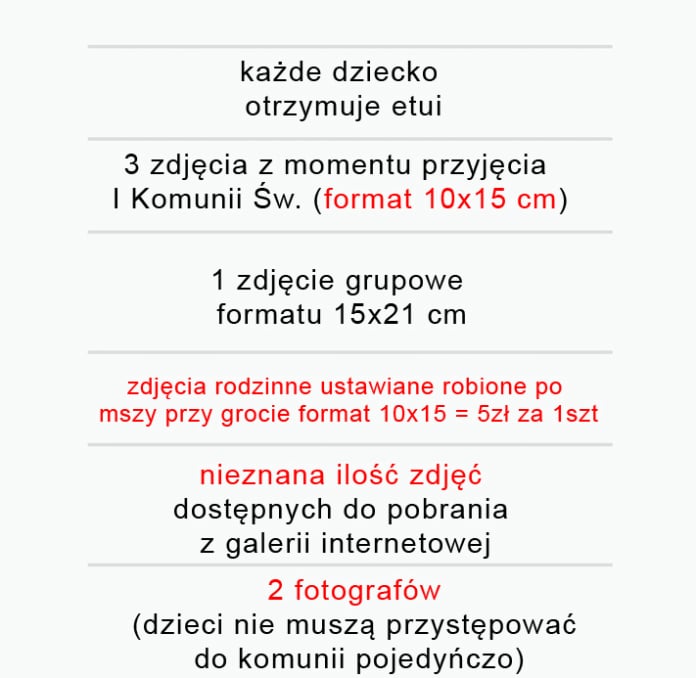 każde dziecko
otrzymuje etui
3 zdjęcia z momentu przyjęcia
I Komunii Św. (format 10x15 cm)
1 zdjęcie grupowe
formatu 15x21 cm
zdjęcia rodzinne ustawiane robione po
mszy przy grocie format 10x15 = 5zł za 1szt
nieznana ilość zdjęć
dostępnych do pobrania
z galerii internetowej
2 fotografów
(dzieci nie muszą przystępować
do komunii pojedyńczo)